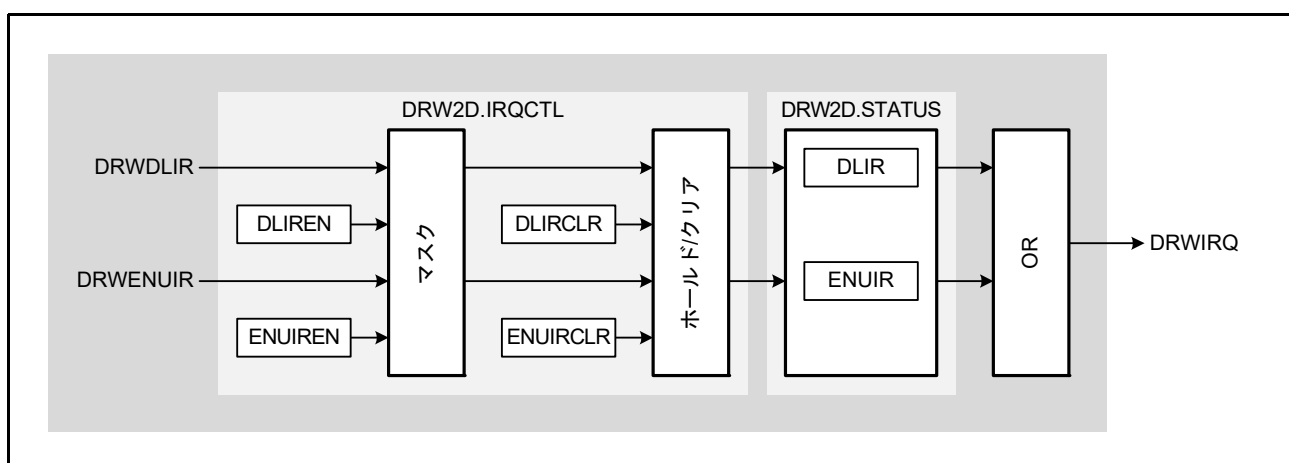 DRW2D.IRQCTL
DRW2D.STATUS
DRWDLIR
DLIREN
DRWENUIR
ENUIREN
マスク
DLIRCLR
ENUIRCLR
ホールド/クリア
DLIR
ENUIR
OR
DRWIRQ